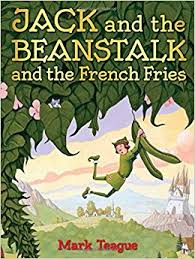 JACK and the
BEANSTALK
and the French Fries
Mark Teague